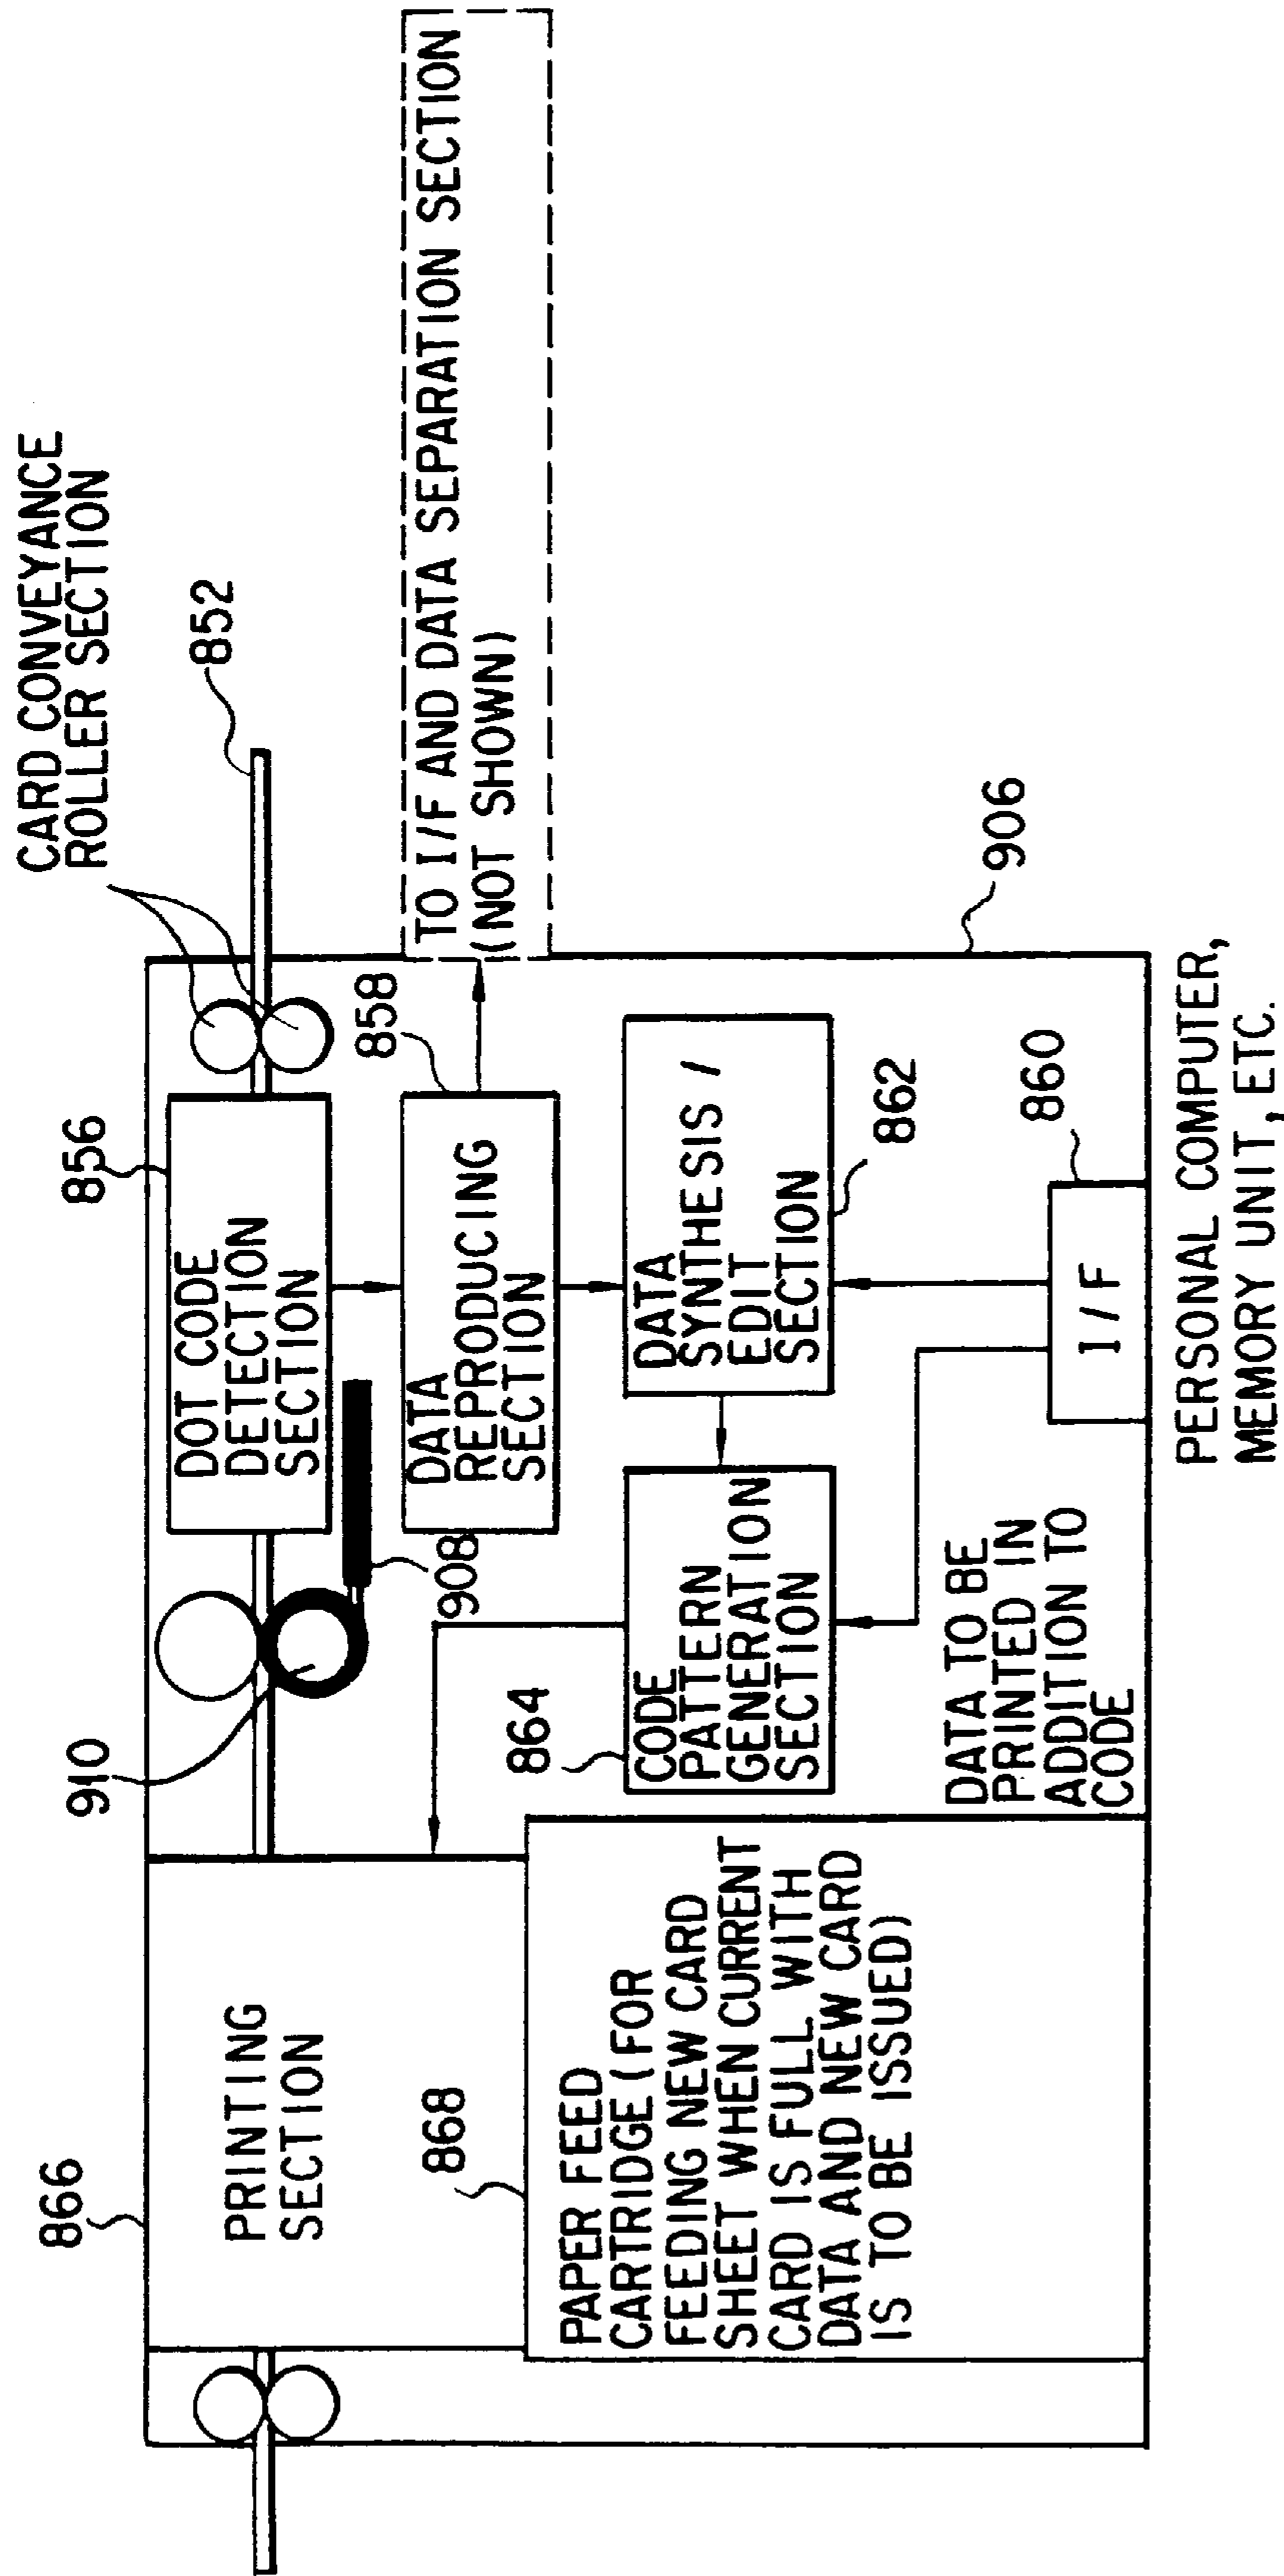 CARD CONVEYANCE
ROLLER SECTION
852
856
910
866
DOT CODE
DETECTION
SECTION
PRINTING
SECTION
908
858
DATA
REPRODUCING
SECTION
TO I/F AND DATA SEPARATION SECTION
(NOT SHOWN)
868
864
CODE
PATTERN
GENERATION
SECTION
DATA
SYNTHESIS /
EDIT
SECTION
862
PAPER FEED
CARTRIDGE (FOR
FEEDING NEW CARD
SHEET WHEN CURRENT
CARD IS FULL WITH
DATA AND NEW CARD
IS TO BE ISSUED)
DATA TO BE
PRINTED IN
ADDITION TO
CODE
860
906
I/F
PERSONAL COMPUTER,
MEMORY UNIT, ETC.